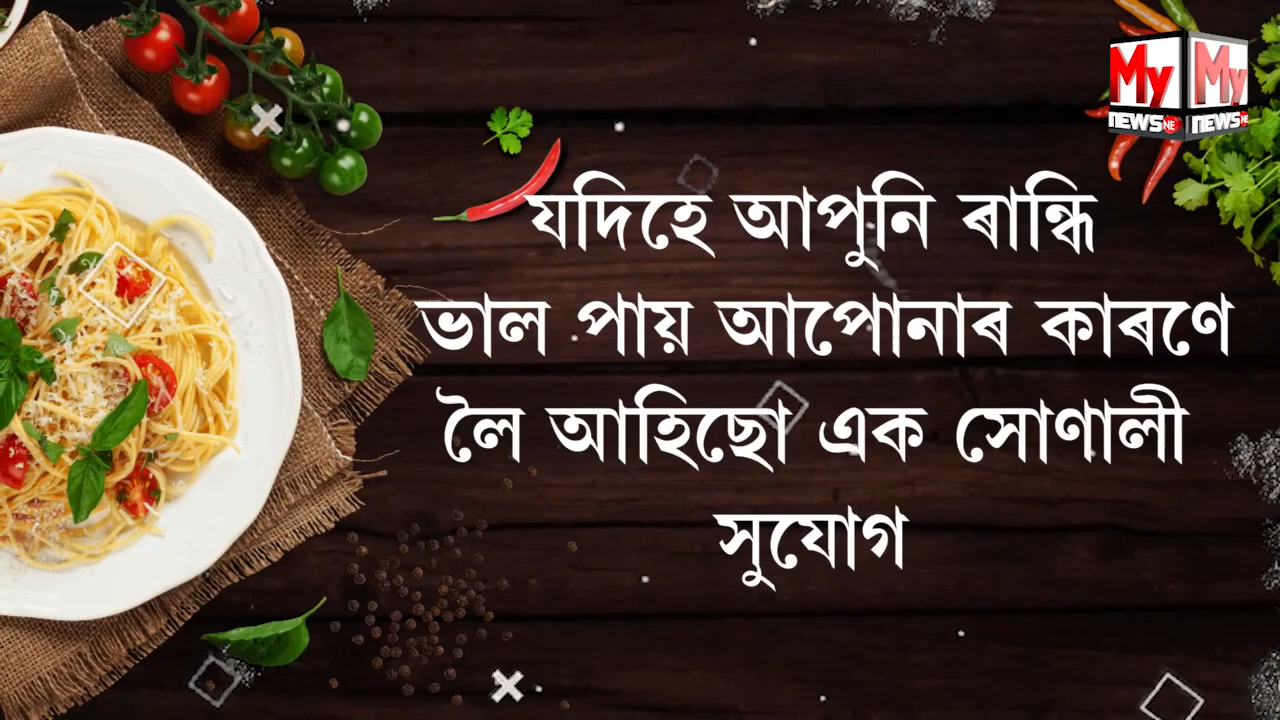 My My
NEWS NE NEWS NE
যদিহে আপুনি ৰান্ধি
ভাল পায় আপোনাৰ কাৰণে
লৈ আহিছো এক সোণালী
সুযোগ